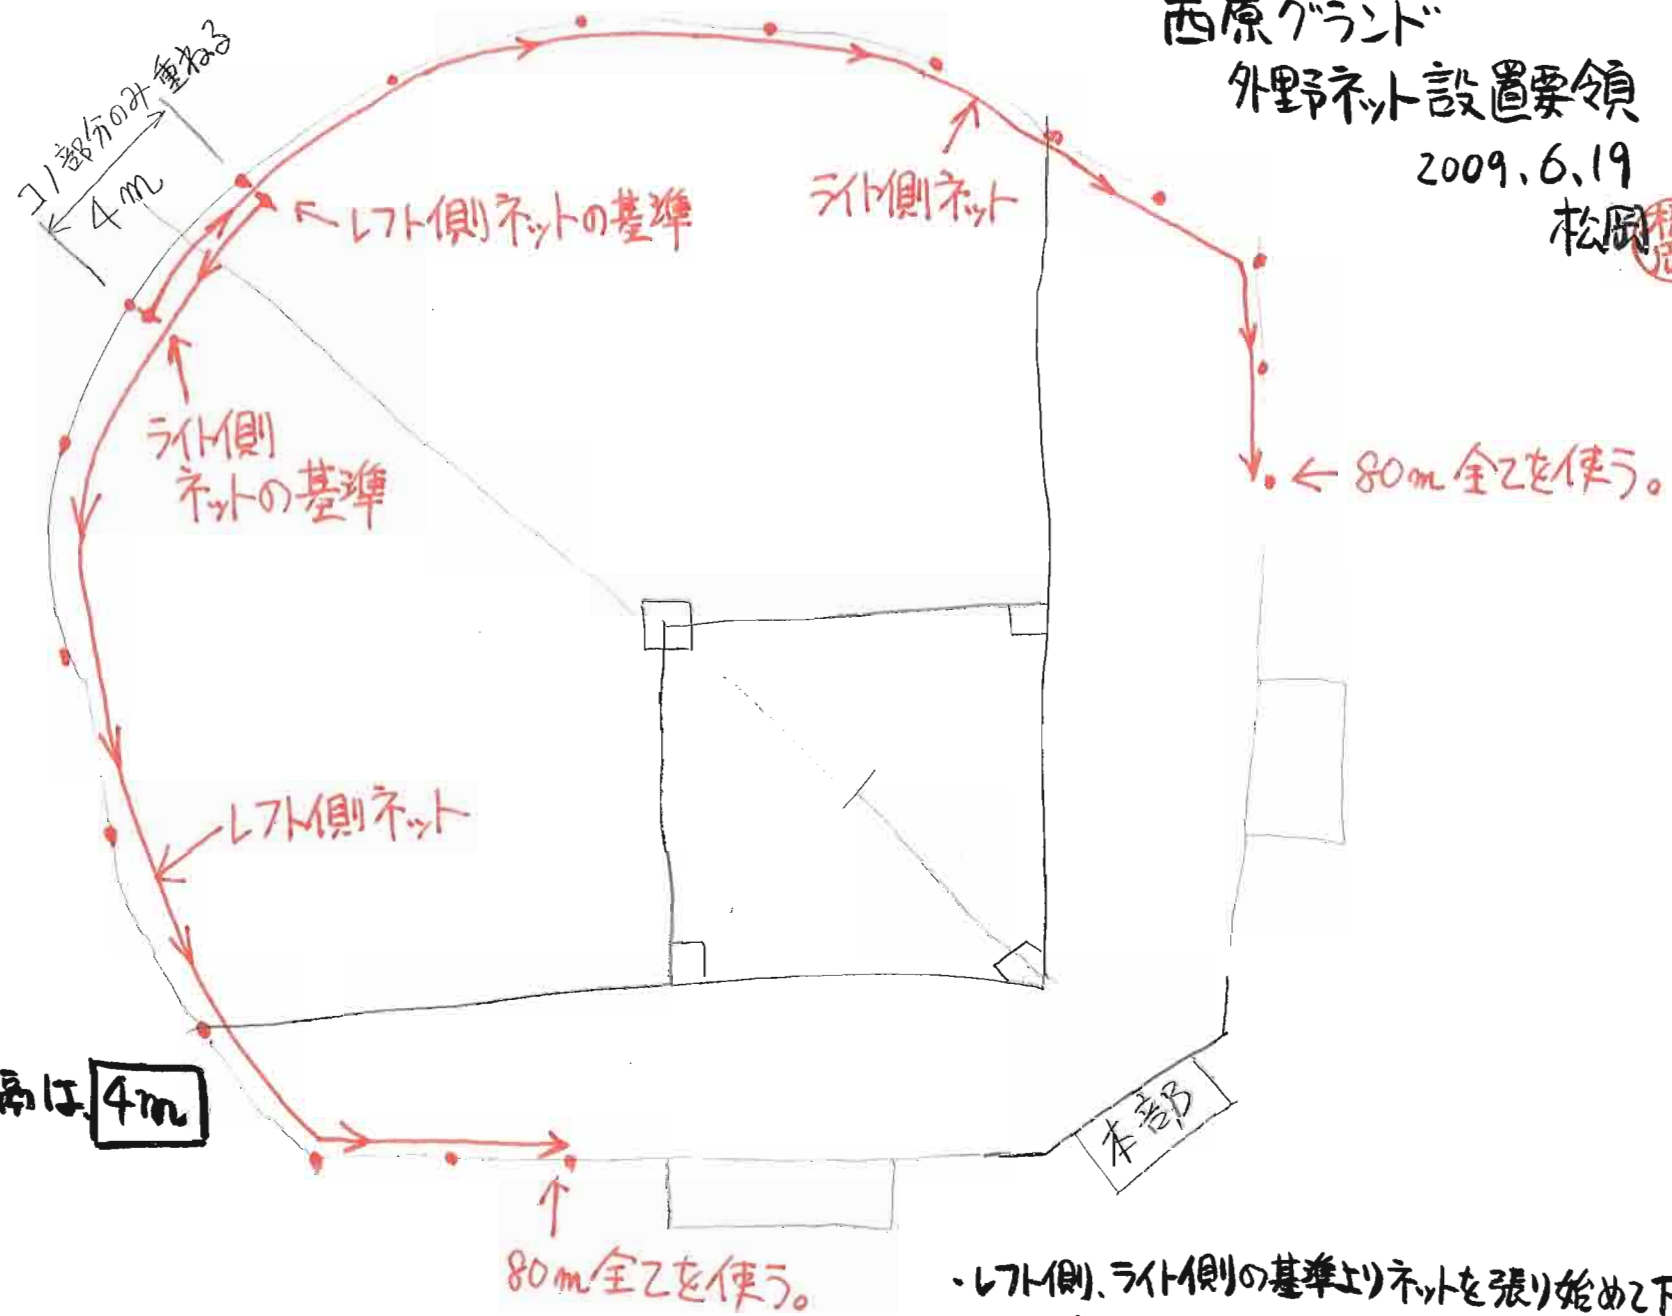 西原グランド
外野ネット設置要領
2009.6.19
松岡
コノ部分のみ重ねる
4m
←レフト側ネットの基準
ライト側ネット
ライト側
ネットの基準
← 80m全てを使う。
レフト側ネット
は、4m
本部
80m全てを使う。
・レフト側、ライト側の基準よりネットを張り始めて下